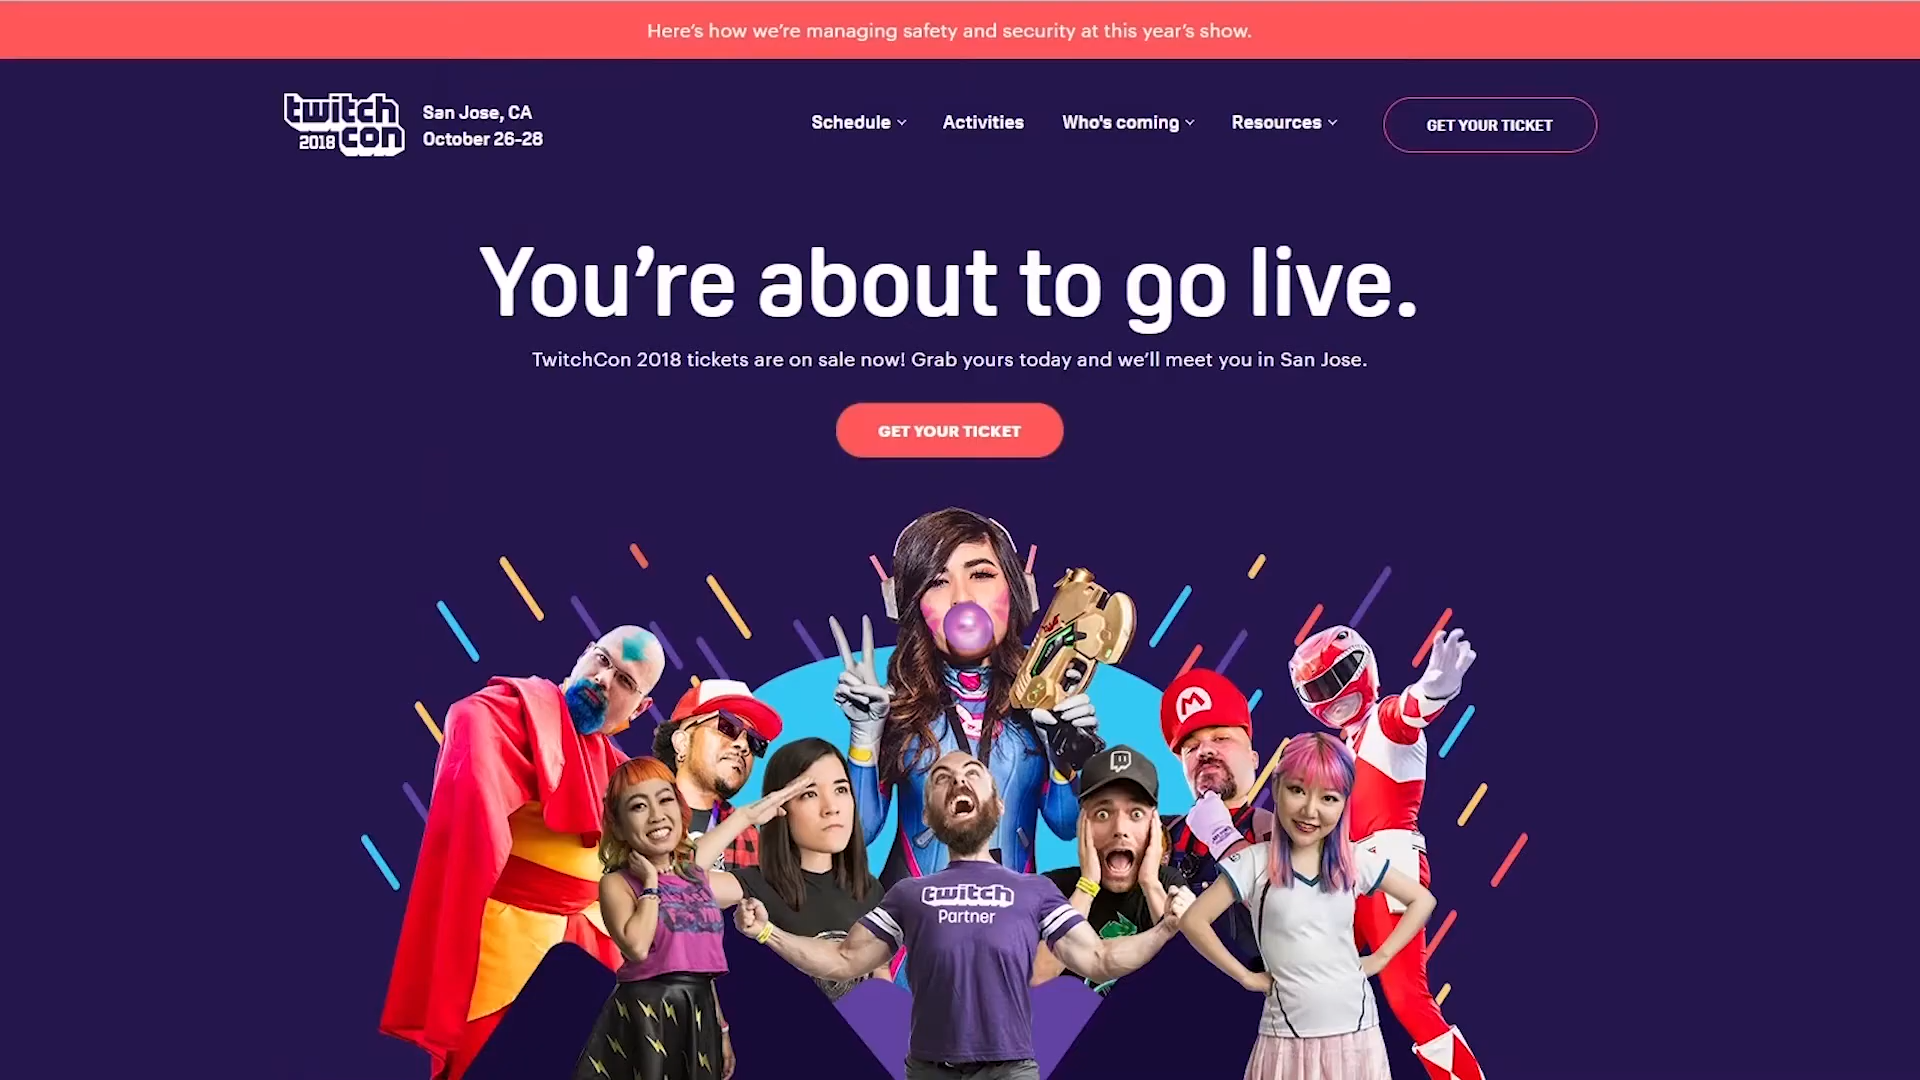 Here’s how we’re managing safety and security at this year’s show.
twitch
2018 con
San Jose, CA
October 26-28
Schedule
Activities
Who's coming
Resources
GET YOUR TICKET
You’re about to go live.
TwitchCon 2018 tickets are on sale now! Grab yours today and we’ll meet you in San Jose.
GET YOUR TICKET
M
twitch
Partner